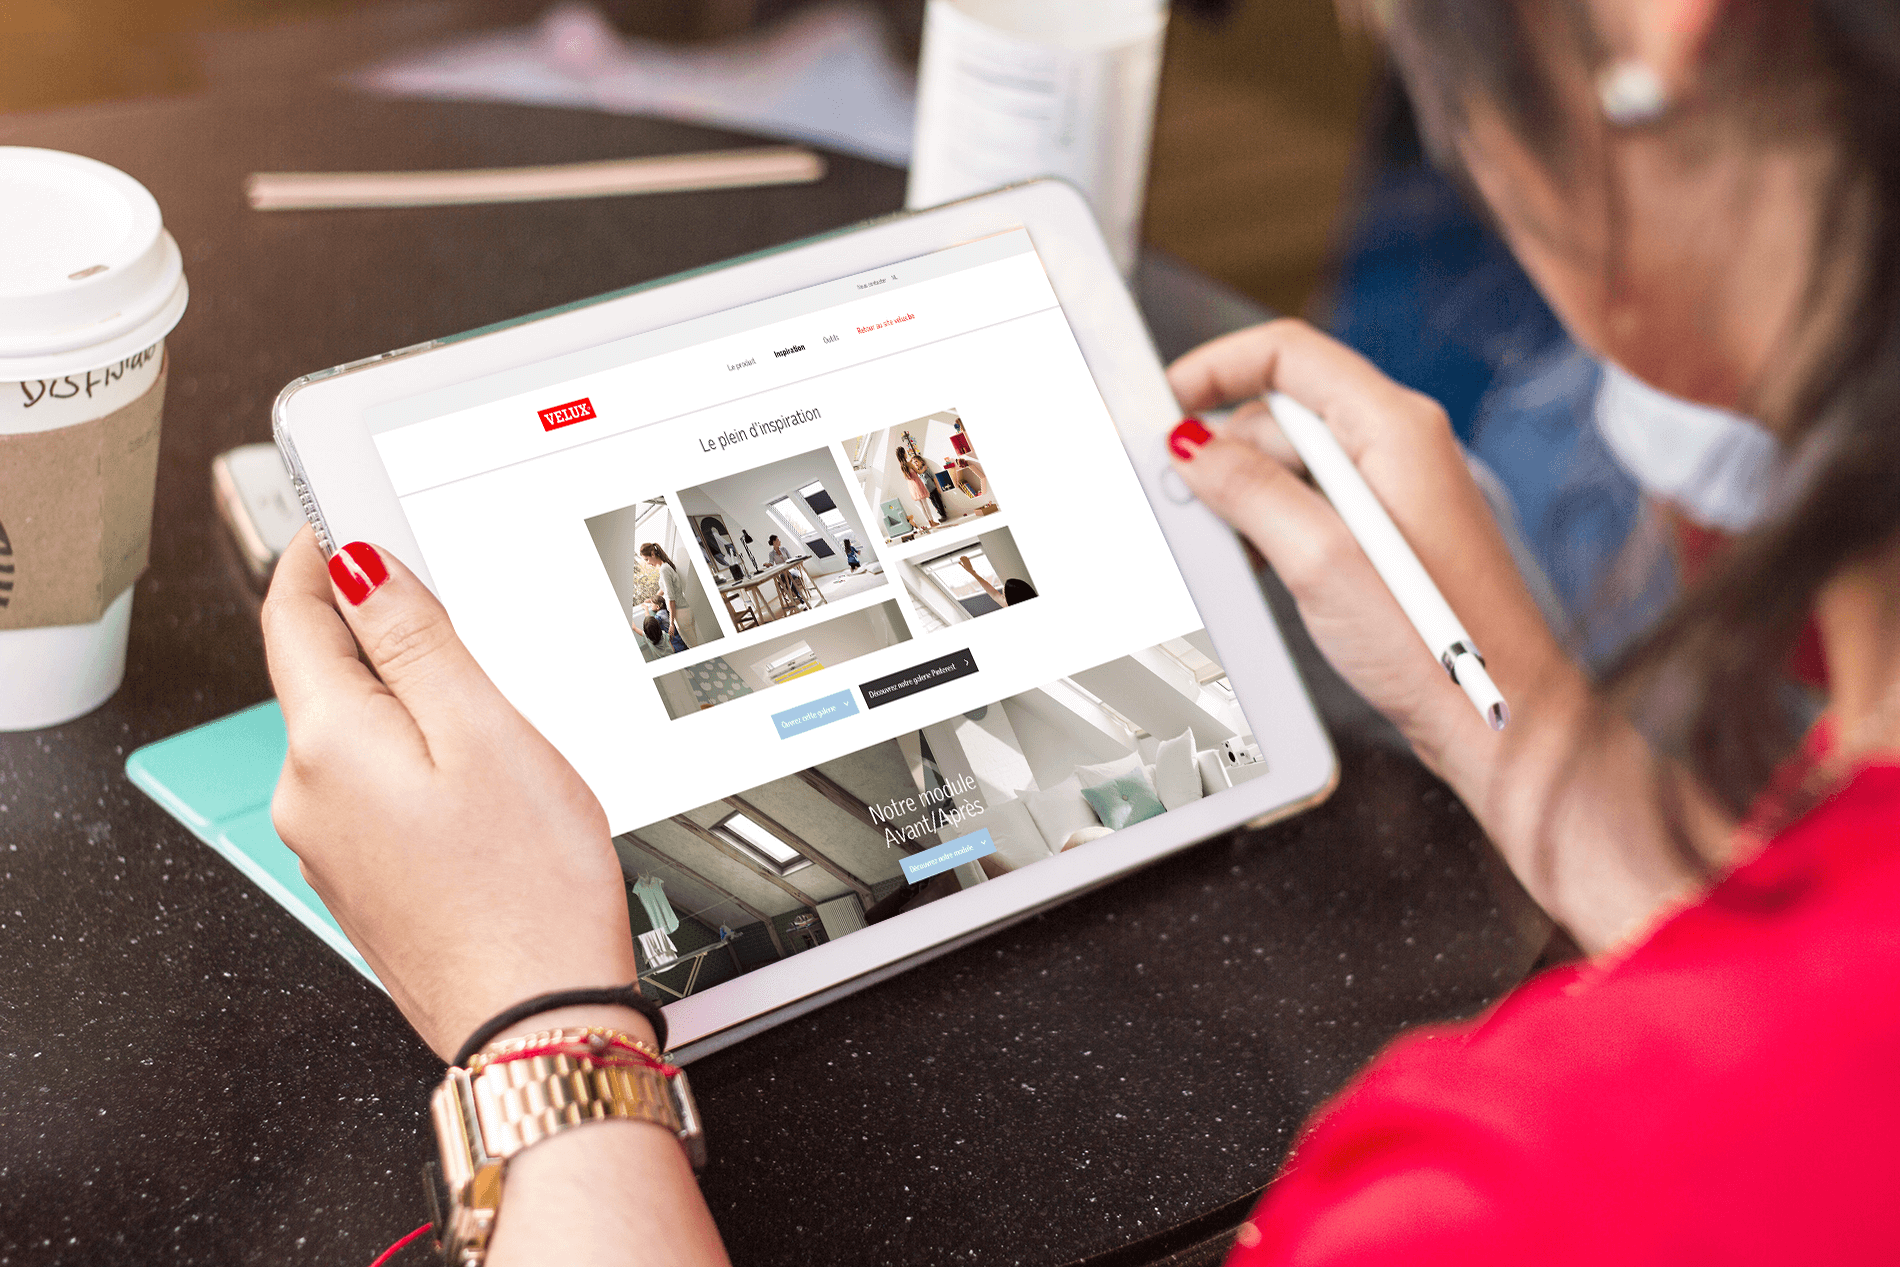 Nous contacter NL
Le produit Inspiration Outils Retour au site velux.be
VELUX
Le plein d'inspiration
Ouvrez cette galerie
Découvrez notre galerie Pinterest
Notre module
Avant/Après
Découvrez notre module